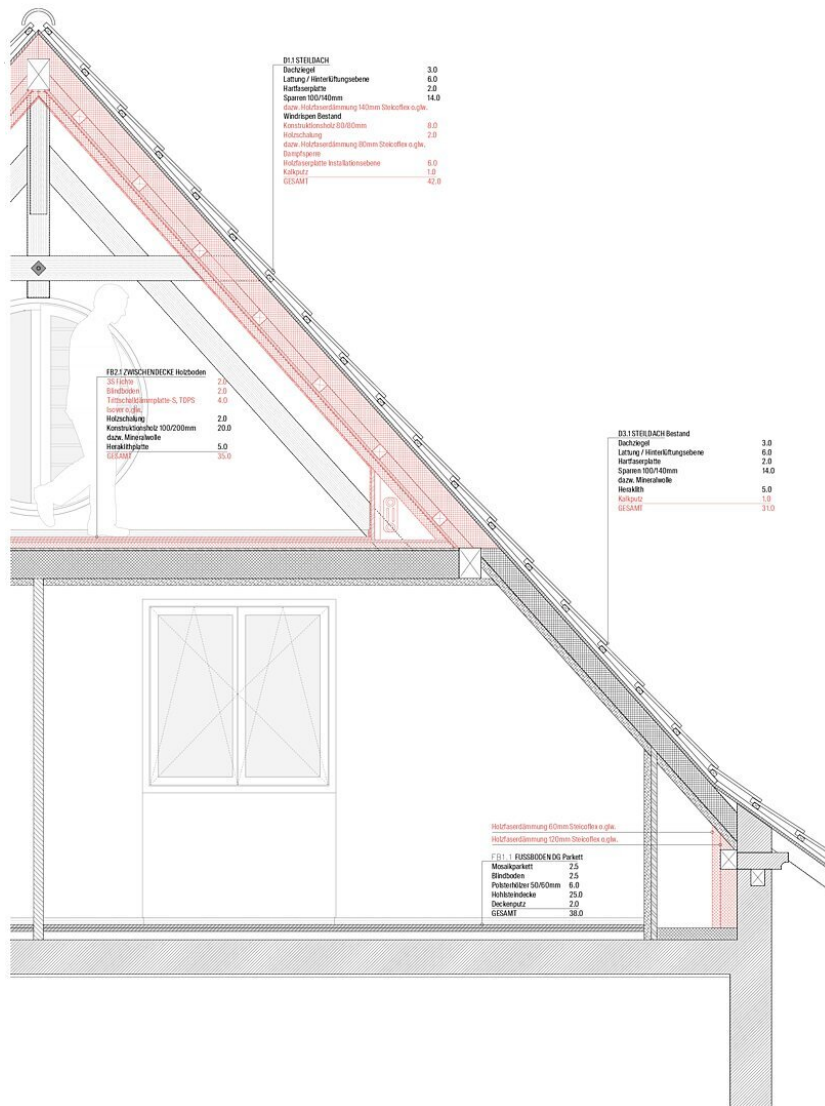 D1.1 STEILDACH
Dachziegel 3.0
Lattung / Hinterlüftungsebene 6.0
Hartfaserplatte 2.0
Sparren 100/140mm 14.0
dazw. Holzfaserdämmung 140mm Steicoflex o.glw.
Windrispen Bestand
Konstruktionsholz 80/80mm 8.0
Holzschalung 2.0
dazw. Holzfaserdämmung 80mm Steicoflex o.glw.
Dampfsperre
Holzfaserplatte Installationsebene 6.0
Kalkputz 1.0
GESAMT 42.0
FB2.1 ZWISCHENDECKE Holzboden
3S Fichte 2.0
Blindboden 2.0
Trittschalldämmplatte-S, TDPS 4.0
Isover o.glw.
Holzschalung 2.0
Konstruktionsholz 100/200mm 20.0
dazw. Mineralwolle
Heraklithplatte 5.0
GESAMT 35.0
D3.1 STEILDACH Bestand
Dachziegel 3.0
Lattung / Hinterlüftungsebene 6.0
Hartfaserplatte 2.0
Sparren 100/140mm 14.0
dazw. Mineralwolle
Heraklith 5.0
Kalkputz 1.0
GESAMT 31.0
Holzfaserdämmung 60mm Steicoflex o.glw.
Holzfaserdämmung 120mm Steicoflex o.glw.
FB1.1 FUSSBODEN DG Parkett
Mosaikparkett 2.5
Blindboden 2.5
Polsterhölzer 50/60mm 6.0
Hohlsteindecke 25.0
Deckenputz 2.0
GESAMT 38.0